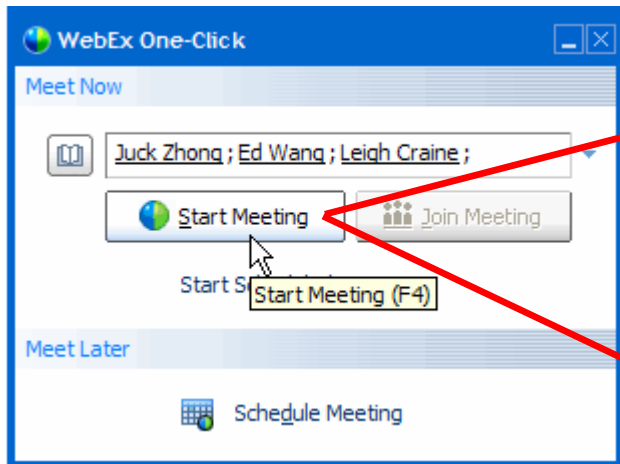 WebEx One-Click
Meet Now
Juck Zhong ; Ed Wang ; Leigh Craine ;
Start Meeting Join Meeting
Start
Start Meeting (F4)
Meet Later
Schedule Meeting